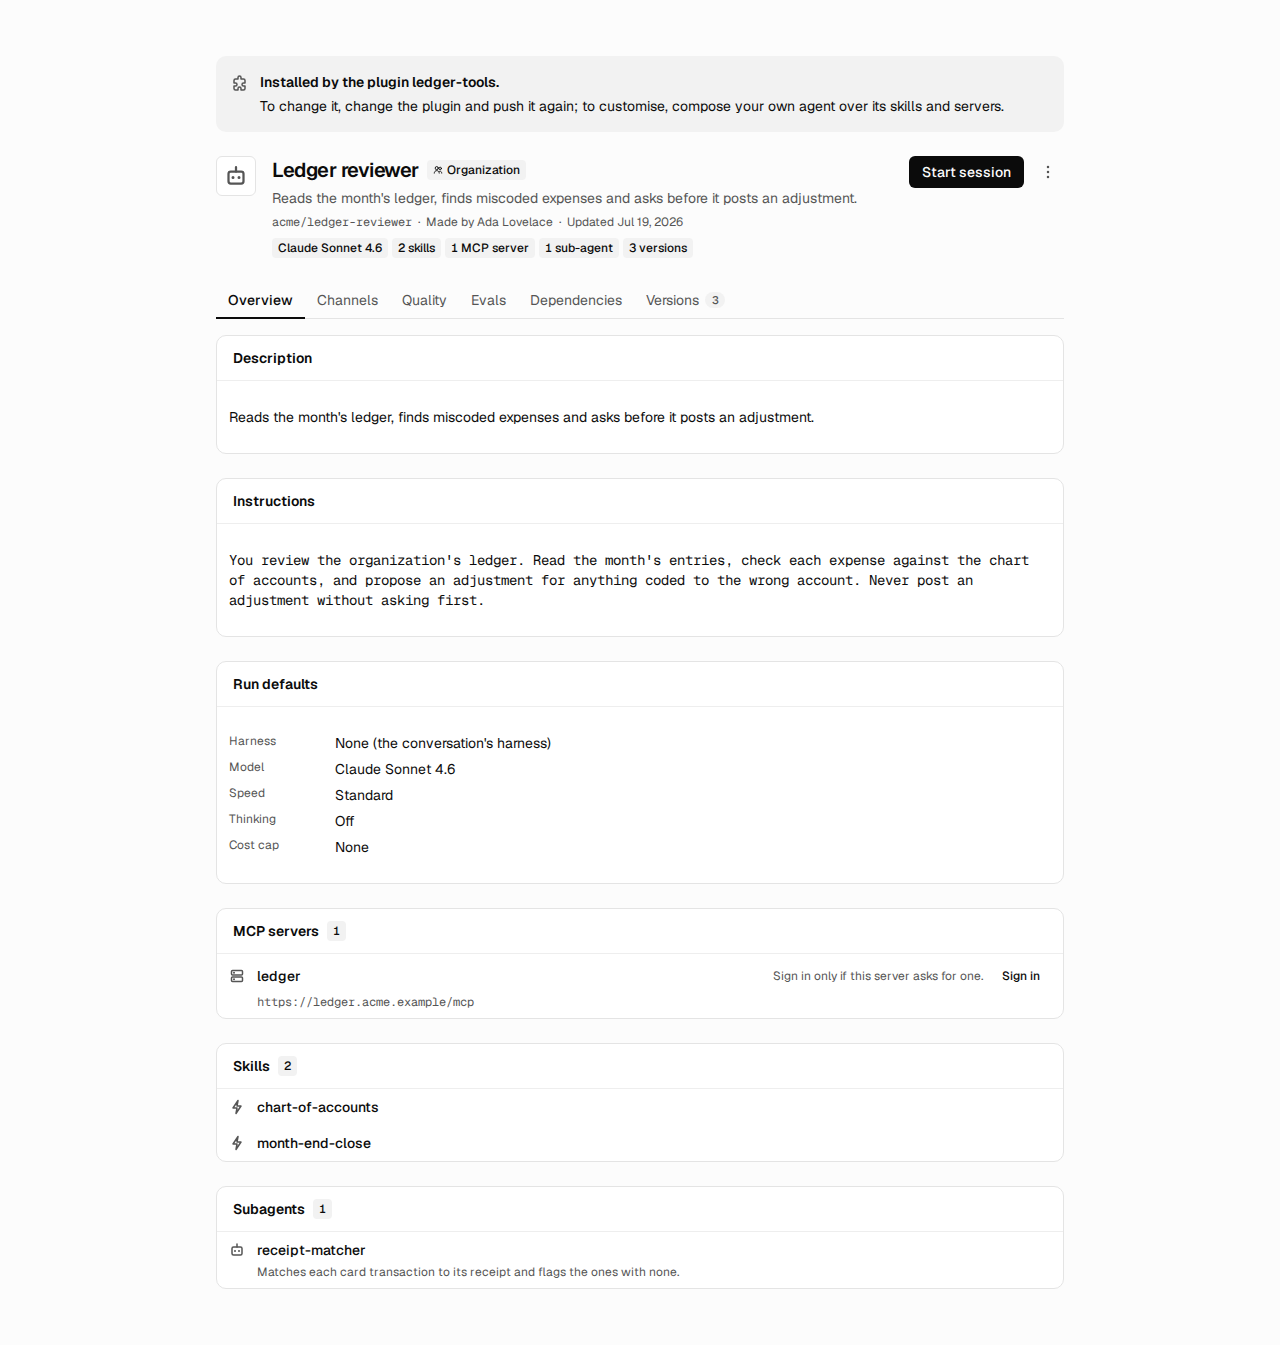 Installed by the plugin ledger-tools.
To change it, change the plugin and push it again; to customise, compose your own agent over its skills and servers.
Ledger reviewer
Organization
Start session
Reads the month's ledger, finds miscoded expenses and asks before it posts an adjustment.
acme/ledger-reviewer · Made by Ada Lovelace · Updated Jul 19, 2026
Claude Sonnet 4.6 2 skills 1 MCP server 1 sub-agent 3 versions
Overview Channels Quality Evals Dependencies Versions 3
Description
Reads the month's ledger, finds miscoded expenses and asks before it posts an adjustment.
Instructions
You review the organization's ledger. Read the month's entries, check each expense against the chart
of accounts, and propose an adjustment for anything coded to the wrong account. Never post an
adjustment without asking first.
Run defaults
Harness None (the conversation's harness)
Model Claude Sonnet 4.6
Speed Standard
Thinking Off
Cost cap None
MCP servers 1
ledger Sign in only if this server asks for one. Sign in
https://ledger.acme.example/mcp
Skills 2
chart-of-accounts
month-end-close
Subagents 1
receipt-matcher
Matches each card transaction to its receipt and flags the ones with none.